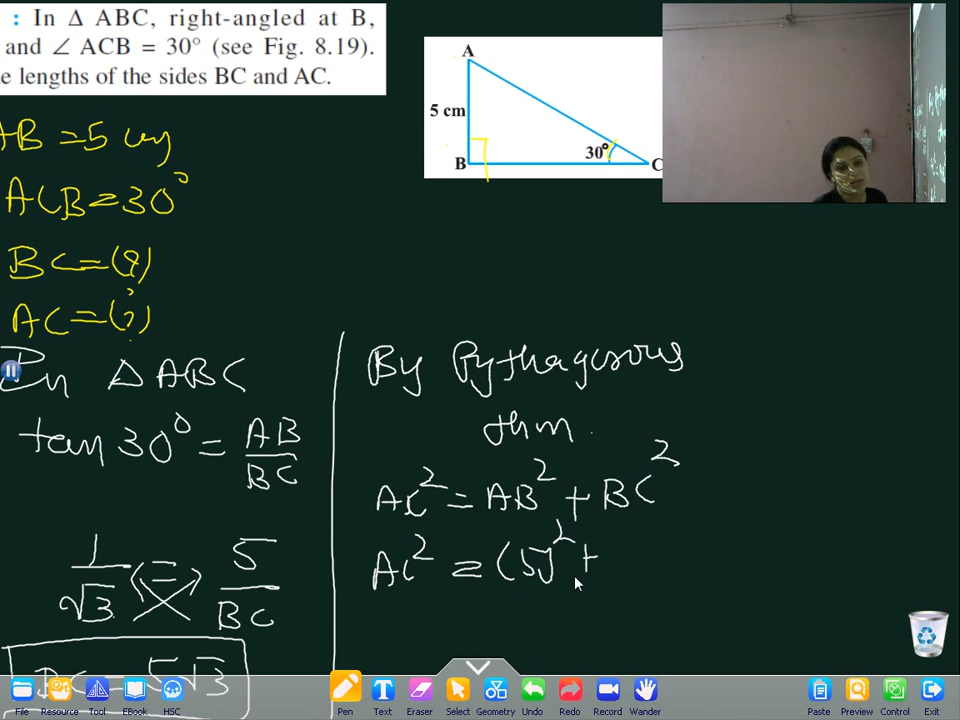 : In Δ ABC, right-angled at B,
and ∠ ACB = 30° (see Fig. 8.19).
e lengths of the sides BC and AC.
A
5 cm
B
30°
C
AB = 5 cm
ACB = 30°
BC = (?)
AC = (?)
In △ ABC
tan 30° = AB/BC
1/√3 = 5/BC
BC = 5√3
By Pythagerous
thm.
AC² = AB² + BC²
AC² = (5)² +
File Resource Tool EBook HSC Pen Text Eraser Select Geometry Undo Redo Record Wander Paste Preview Control Exit